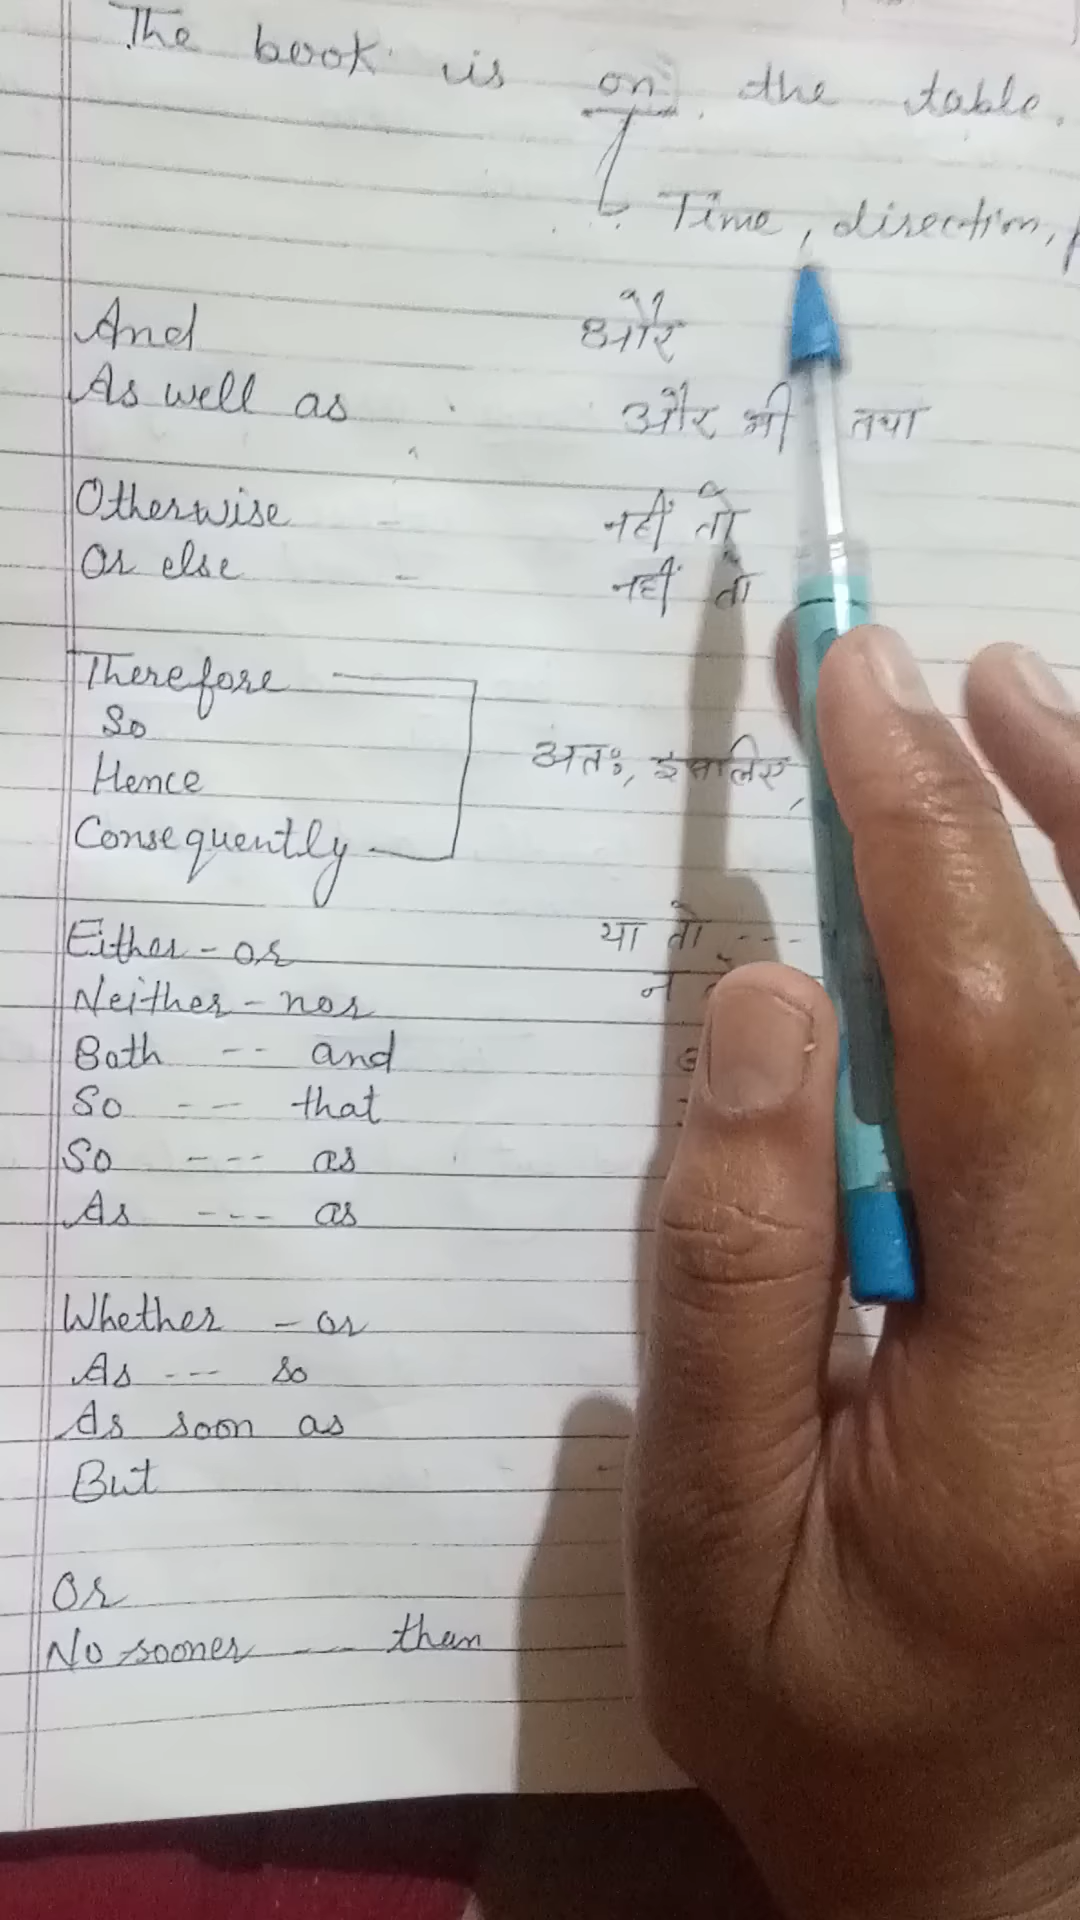 The book is on the table.
Time, direction,
And और
As well as और भी तथा
Otherwise - नहीं तो
Or else - नहीं तो
Therefore
So
Hence अतः, इसलिए,
Consequently
Either - or या तो ---
Neither - nor न
Both -- and
So --- that
So --- as
As --- as
Whether - or
As --- so
As soon as
But
Or
No sooner --- than